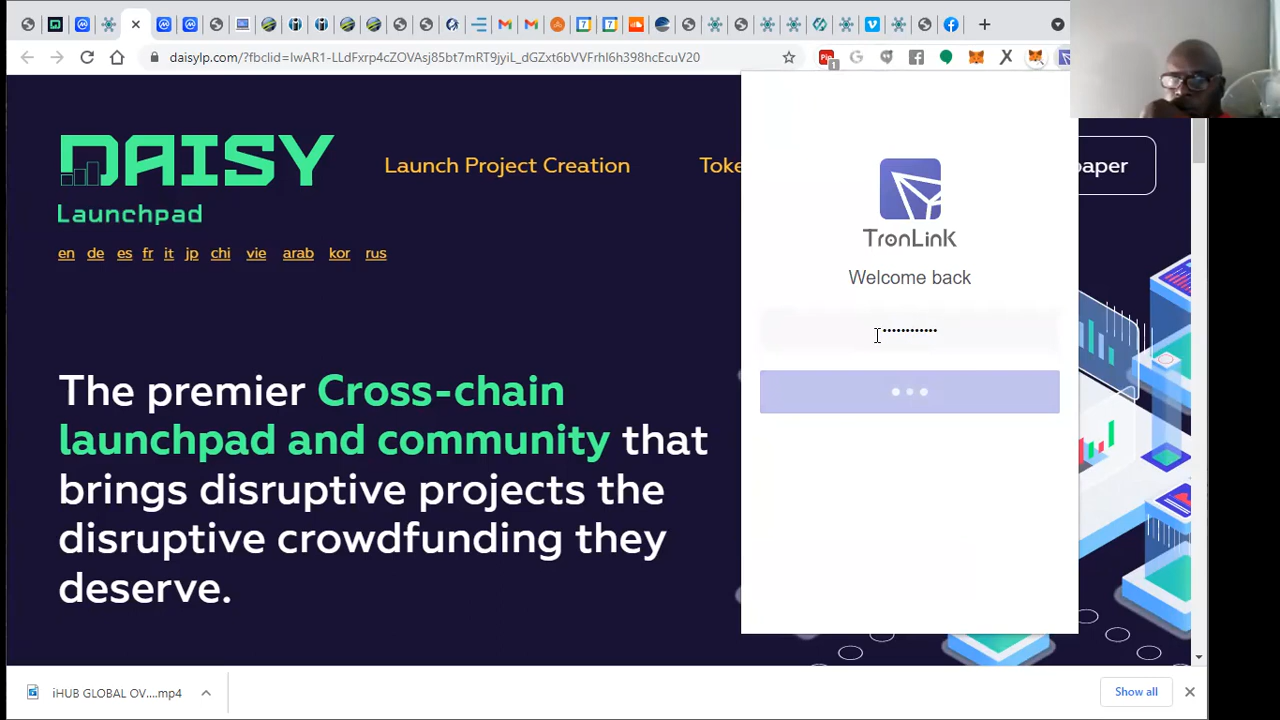 daisylp.com/?fbclid=IwAR1-LLdFxm4cZOVAsj85bt7mRT9jyiL_dGZxt6bVVFrhl6h398hcEcuV20
DAISY
Launchpad
Launch Project Creation
Toke
paper
en de es fr it jp chi vie arab kor rus
The premier Cross-chain
launchpad and community that
brings disruptive projects the
disruptive crowdfunding they
deserve.
TronLink
Welcome back
iHUB GLOBAL OV....mp4
Show all